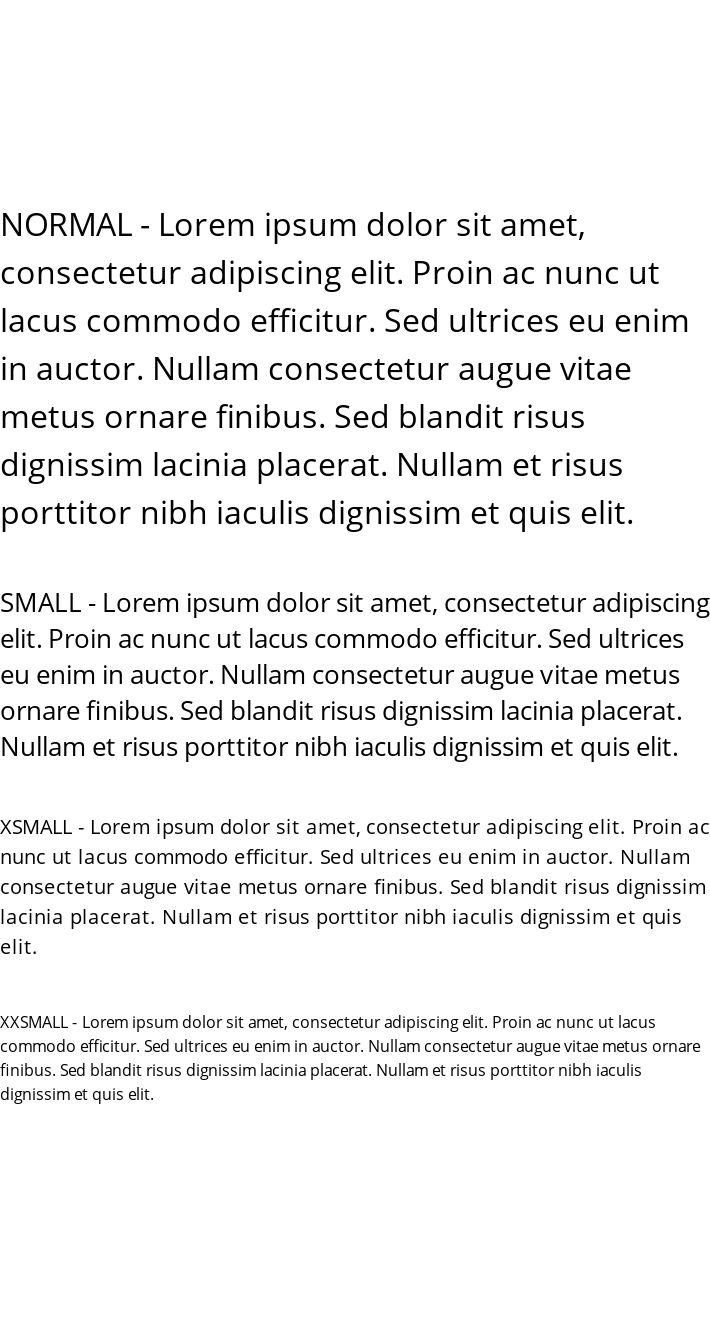 NORMAL - Lorem ipsum dolor sit amet,
consectetur adipiscing elit. Proin ac nunc ut
lacus commodo efficitur. Sed ultrices eu enim
in auctor. Nullam consectetur augue vitae
metus ornare finibus. Sed blandit risus
dignissim lacinia placerat. Nullam et risus
porttitor nibh iaculis dignissim et quis elit.
SMALL - Lorem ipsum dolor sit amet, consectetur adipiscing
elit. Proin ac nunc ut lacus commodo efficitur. Sed ultrices
eu enim in auctor. Nullam consectetur augue vitae metus
ornare finibus. Sed blandit risus dignissim lacinia placerat.
Nullam et risus porttitor nibh iaculis dignissim et quis elit.
XSMALL - Lorem ipsum dolor sit amet, consectetur adipiscing elit. Proin ac
nunc ut lacus commodo efficitur. Sed ultrices eu enim in auctor. Nullam
consectetur augue vitae metus ornare finibus. Sed blandit risus dignissim
lacinia placerat. Nullam et risus porttitor nibh iaculis dignissim et quis
elit.
XXSMALL - Lorem ipsum dolor sit amet, consectetur adipiscing elit. Proin ac nunc ut lacus
commodo efficitur. Sed ultrices eu enim in auctor. Nullam consectetur augue vitae metus ornare
finibus. Sed blandit risus dignissim lacinia placerat. Nullam et risus porttitor nibh iaculis
dignissim et quis elit.